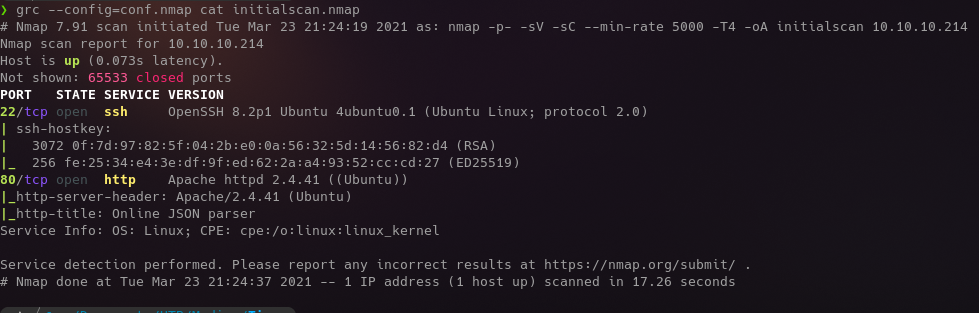 ❯ grc --config=conf.nmap cat initialscan.nmap
# Nmap 7.91 scan initiated Tue Mar 23 21:24:19 2021 as: nmap -p- -sV -sC --min-rate 5000 -T4 -oA initialscan 10.10.10.214
Nmap scan report for 10.10.10.214
Host is up (0.073s latency).
Not shown: 65533 closed ports
PORT   STATE SERVICE VERSION
22/tcp open  ssh     OpenSSH 8.2p1 Ubuntu 4ubuntu0.1 (Ubuntu Linux; protocol 2.0)
| ssh-hostkey:
|   3072 0f:7d:97:82:5f:04:2b:e0:0a:56:32:5d:14:56:82:d4 (RSA)
|_  256 fe:25:34:e4:3e:df:9f:ed:62:2a:a4:93:52:cc:cd:27 (ED25519)
80/tcp open  http    Apache httpd 2.4.41 ((Ubuntu))
|_http-server-header: Apache/2.4.41 (Ubuntu)
|_http-title: Online JSON parser
Service Info: OS: Linux; CPE: cpe:/o:linux:linux_kernel

Service detection performed. Please report any incorrect results at https://nmap.org/submit/ .
# Nmap done at Tue Mar 23 21:24:37 2021 -- 1 IP address (1 host up) scanned in 17.26 seconds